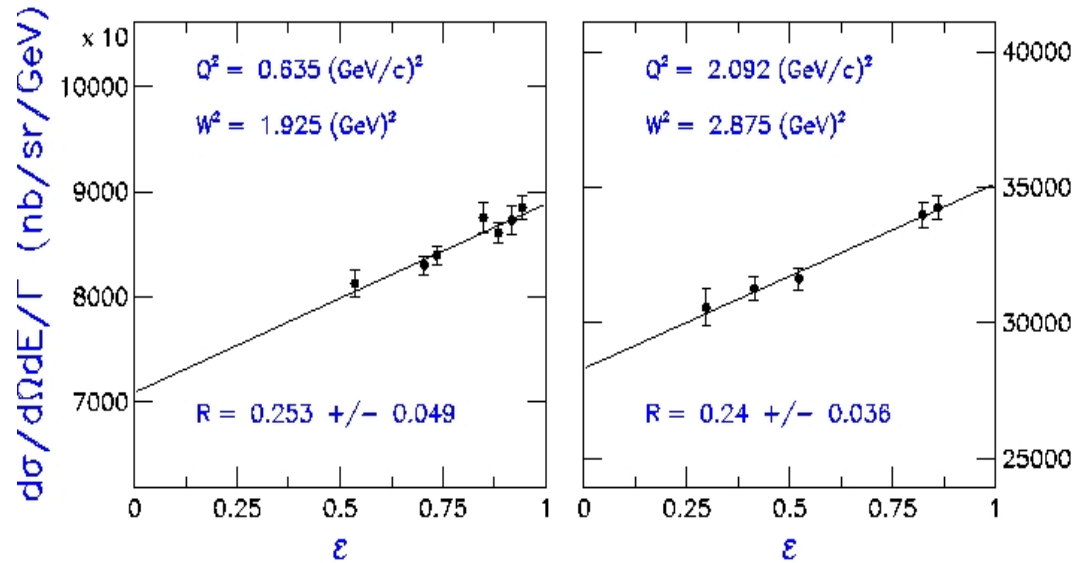 dσ/dΩdE/Γ (nb/sr/GeV)
x 10
10000
9000
8000
7000
Q² = 0.635 (GeV/c)²
W² = 1.925 (GeV)²
R = 0.253 +/- 0.049
0 0.25 0.5 0.75 1
ε
Q² = 2.092 (GeV/c)²
W² = 2.875 (GeV)²
R = 0.24 +/- 0.036
40000
35000
30000
25000
0 0.25 0.5 0.75 1
ε